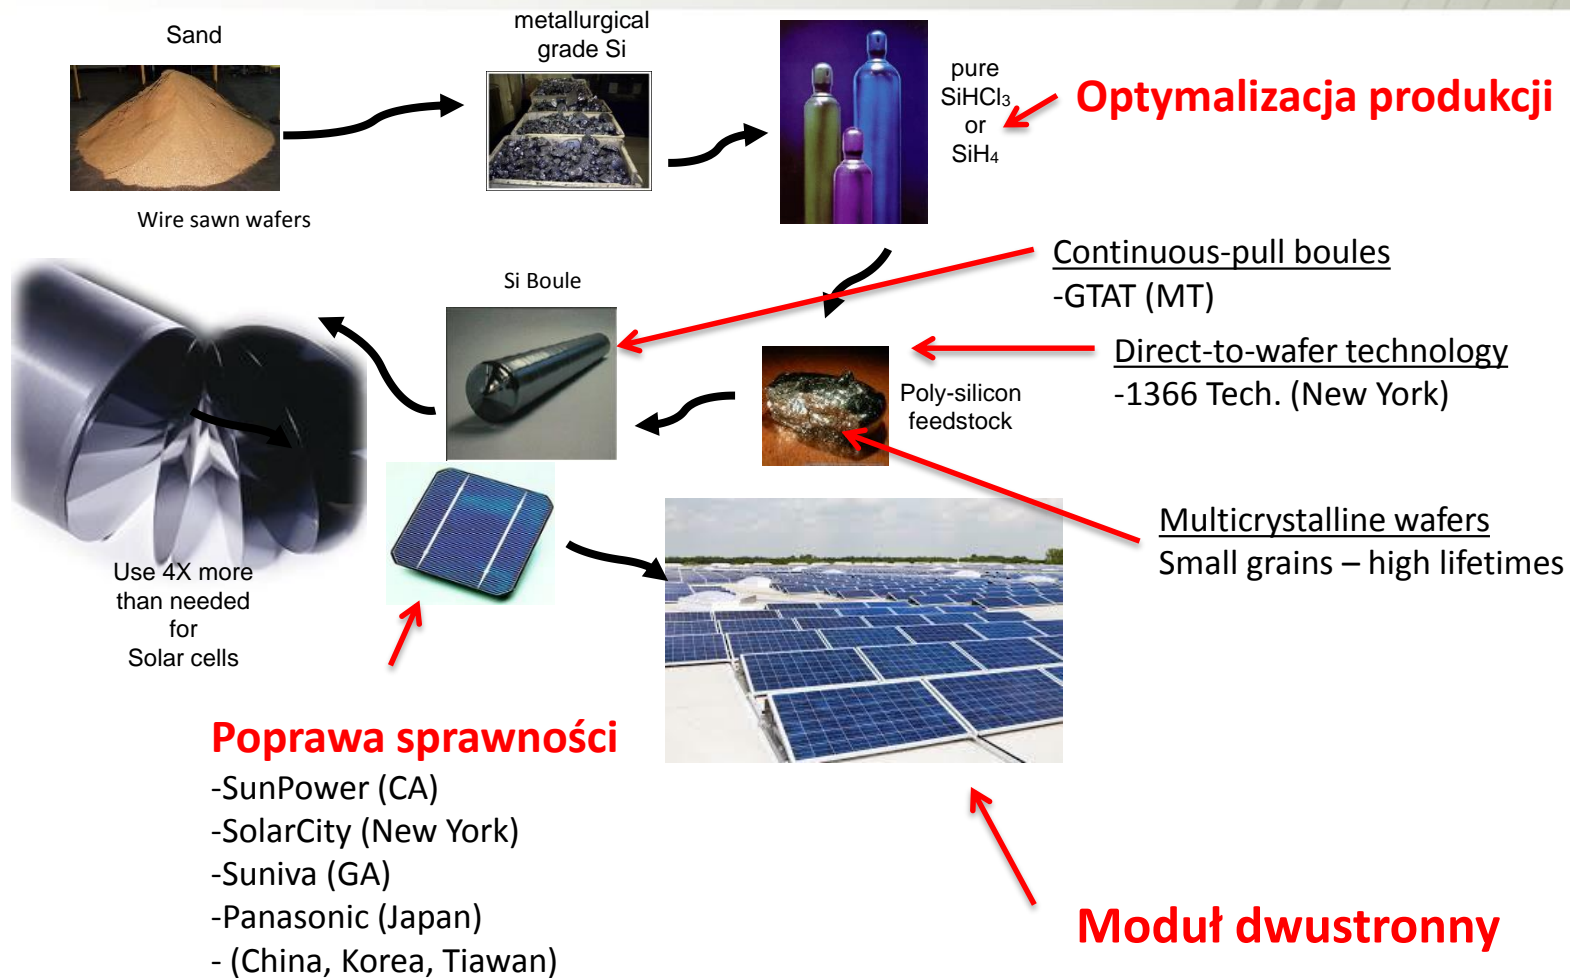 Sand
metallurgical
grade Si
pure
SiHCl₃
or
SiH₄
Optymalizacja produkcji
Wire sawn wafers
Si Boule
Continuous-pull boules
-GTAT (MT)
Direct-to-wafer technology
-1366 Tech. (New York)
Poly-silicon
feedstock
Multicrystalline wafers
Small grains – high lifetimes
Use 4X more
than needed
for
Solar cells
Poprawa sprawności
-SunPower (CA)
-SolarCity (New York)
-Suniva (GA)
-Panasonic (Japan)
- (China, Korea, Tiawan)
Moduł dwustronny